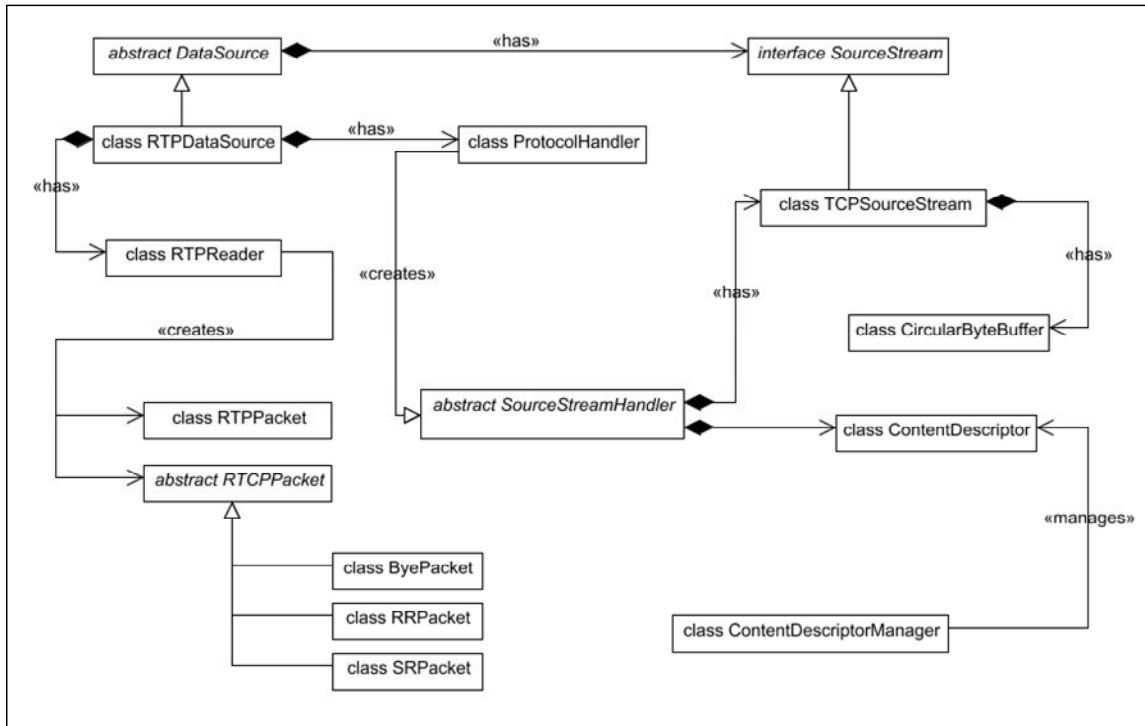 «has»
abstract DataSource
interface SourceStream
«has»
class RTPDataSource
class ProtocolHandler
«has»
class TCPSourceStream
class RTPReader
«has»
«creates»
«has»
«creates»
class CircularByteBuffer
abstract SourceStreamHandler
class RTPPacket
class ContentDescriptor
abstract RTCPPacket
«manages»
class ByePacket
class RRPacket
class ContentDescriptorManager
class SRPacket